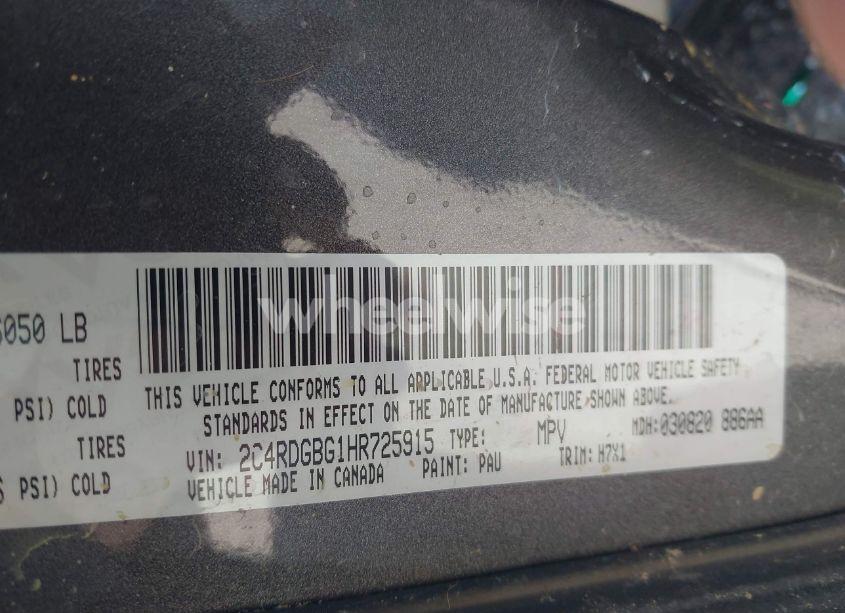 6050 LB
TIRES
PSI) COLD
TIRES
PSI) COLD
wheelwise
THIS VEHICLE CONFORMS TO ALL APPLICABLE U.S.A. FEDERAL MOTOR VEHICLE SAFETY
STANDARDS IN EFFECT ON THE DATE OF MANUFACTURE SHOWN ABOVE.
VIN: 2C4RDGBG1HR725915 TYPE: MPV MDH:030820 886AA
VEHICLE MADE IN CANADA PAINT: PAU TRIM: H7X1